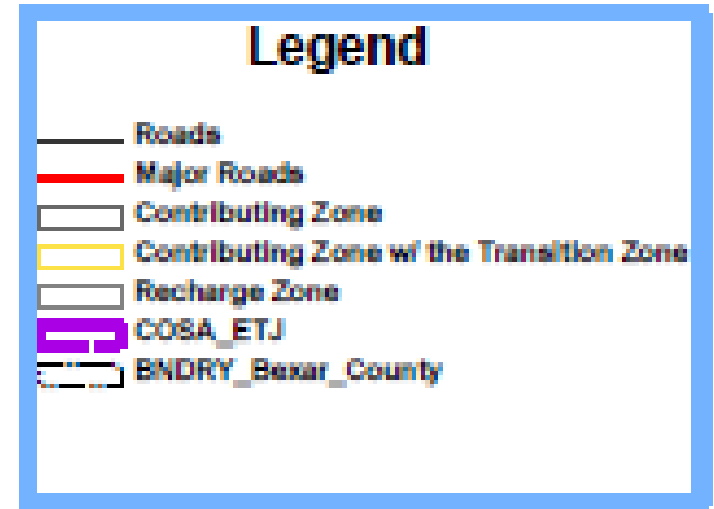 Legend
Roads
Major Roads
Contributing Zone
Contributing Zone w/ the Transition Zone
Recharge Zone
COSA_ETJ
BNDRY_Bexar_County